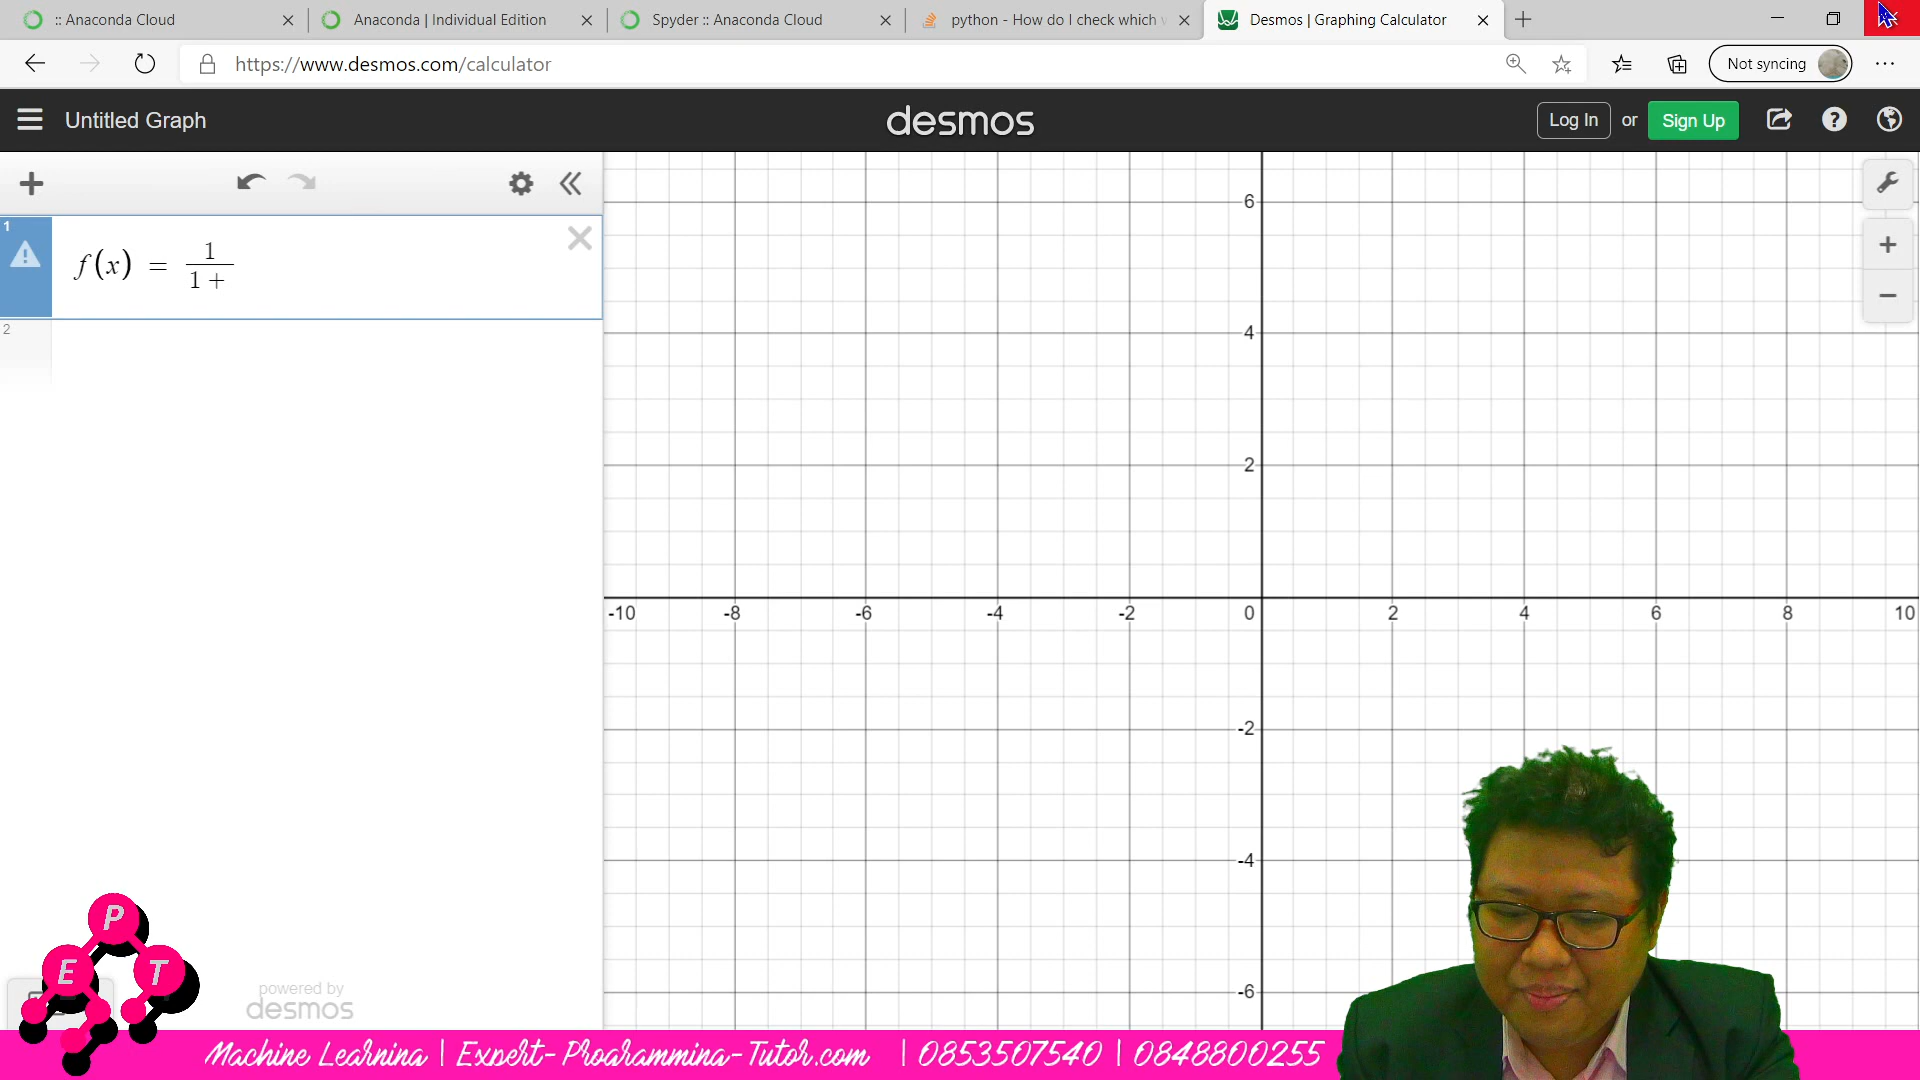 :: Anaconda Cloud
Anaconda | Individual Edition
Spyder :: Anaconda Cloud
python - How do I check which
Desmos | Graphing Calculator
https://www.desmos.com/calculator
Not syncing
Untitled Graph
desmos
Log In or Sign Up
1
f(x) = 1/(1+
2
6
4
2
-10 -8 -6 -4 -2 0 2 4 6 8 10
-2
-4
-6
P
E T
powered by
desmos
Machine Learning | Expert-Programming-Tutor.com | 0853507540 | 0848800255